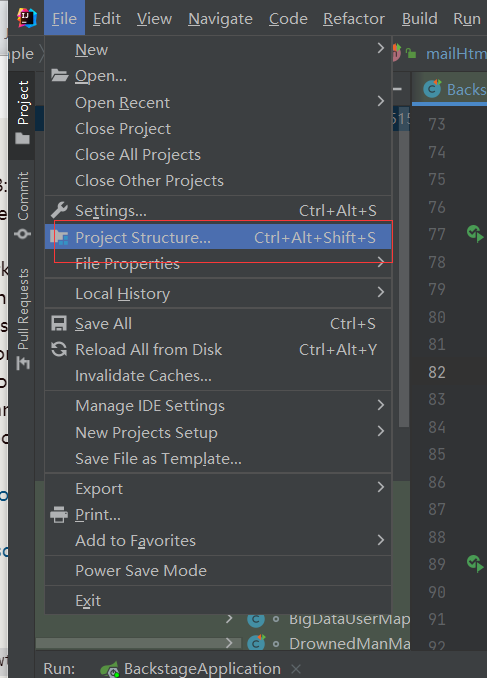 File Edit View Navigate Code Refactor Build Run
mailHtm
New
Open...
Open Recent
Close Project
Close All Projects
Close Other Projects
Settings... Ctrl+Alt+S
Project Structure... Ctrl+Alt+Shift+S
File Properties
Local History
Save All Ctrl+S
Reload All from Disk Ctrl+Alt+Y
Invalidate Caches...
Manage IDE Settings
New Projects Setup
Save File as Template...
Export
Print...
Add to Favorites
Power Save Mode
Exit
Project
Commit
Pull Requests
Backs
73
74
75
76
77
78
79
80
81
82
83
84
85
86
87
88
89
90
91
92
BigDataUserMap
DrownedManMa
Run: BackstageApplication